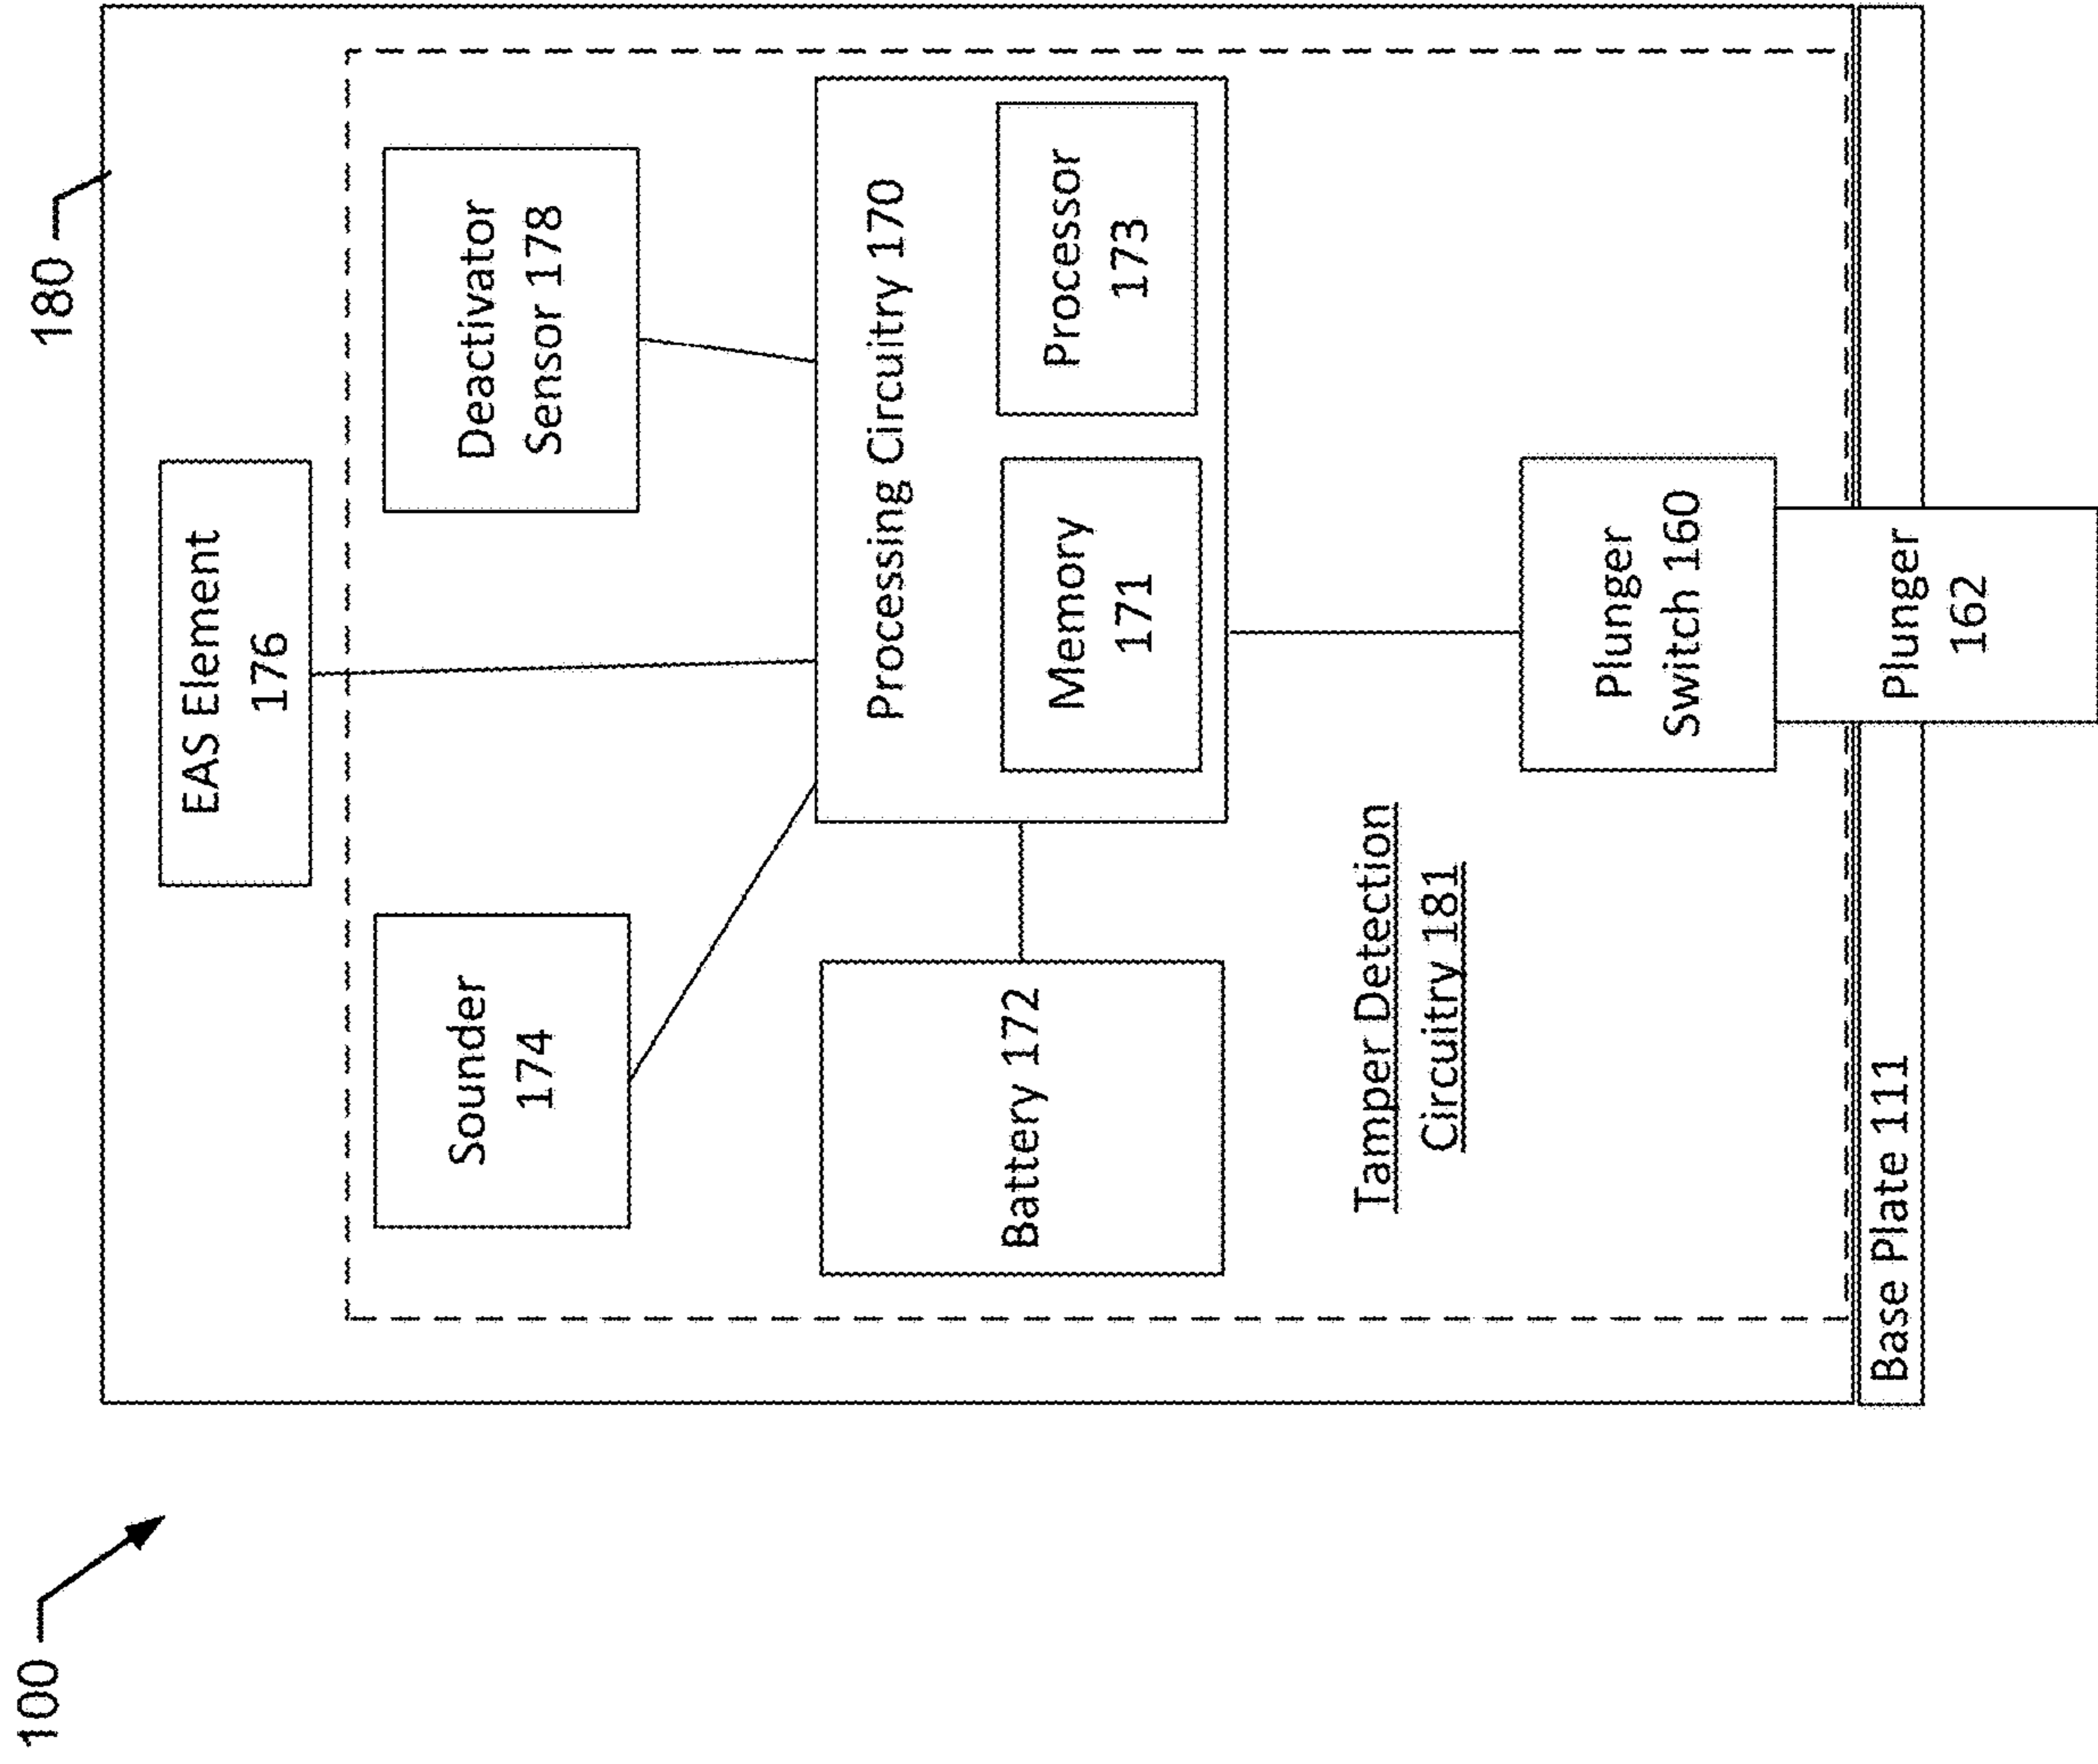 100
180
EAS Element
176
Sounder
174
Deactivator
Sensor 178
Battery 172
Processing Circuitry 170
Memory
171
Processor
173
Tamper Detection
Circuitry 181
Plunger
Switch 160
Base Plate 111
Plunger
162